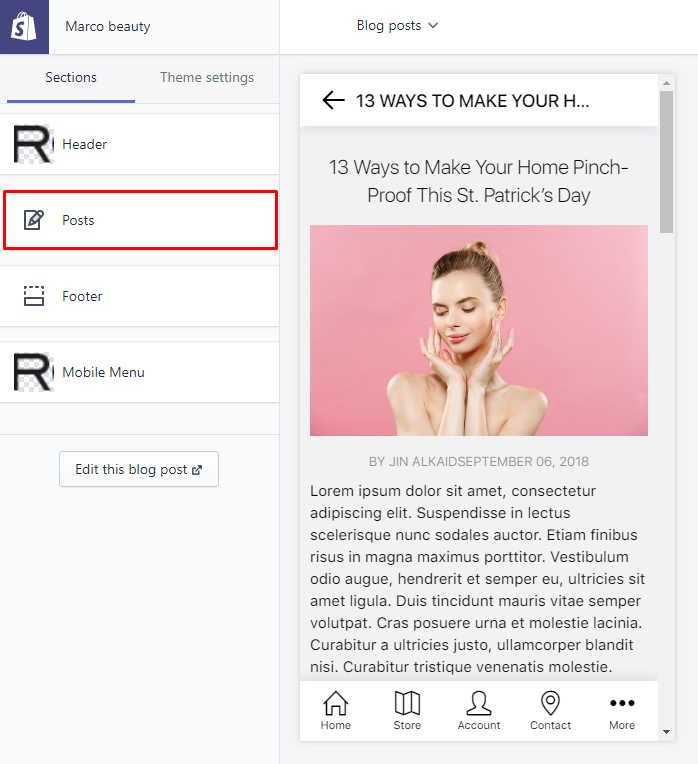 Marco beauty
Blog posts
Sections
Theme settings
Header
Posts
Footer
Mobile Menu
Edit this blog post
13 WAYS TO MAKE YOUR H...
13 Ways to Make Your Home Pinch-
Proof This St. Patrick’s Day
BY JIN ALKAIDSEPTEMBER 06, 2018
Lorem ipsum dolor sit amet, consectetur
adipiscing elit. Suspendisse in lectus
scelerisque nunc sodales auctor. Etiam finibus
risus in magna maximus porttitor. Vestibulum
odio augue, hendrerit et semper eu, ultricies sit
amet ligula. Duis tincidunt mauris vitae semper
volutpat. Cras posuere urna et molestie lacinia.
Curabitur a ultricies justo, ullamcorper blandit
nisi. Curabitur tristique venenatis molestie.
Home
Store
Account
Contact
More